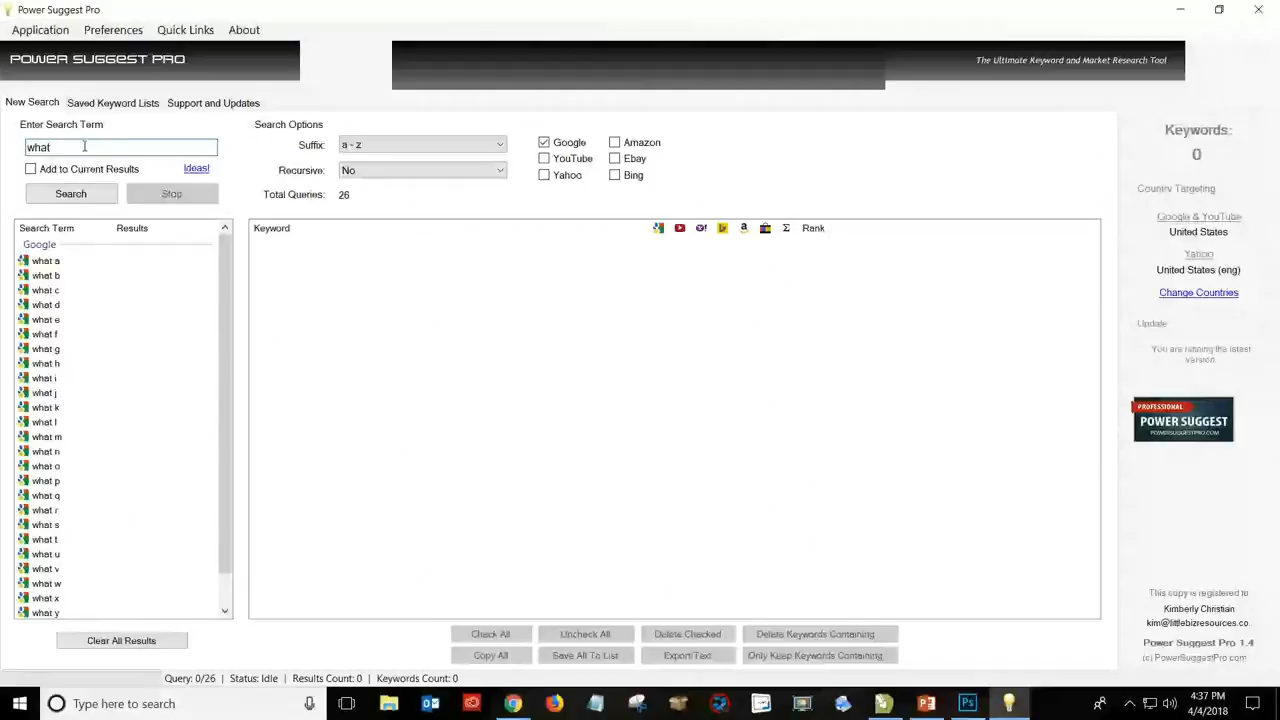 Power Suggest Pro
Application Preferences Quick Links About
POWER SUGGEST PRO
The Ultimate Keyword and Market Research Tool
New Search Saved Keyword Lists Support and Updates
Enter Search Term
what
Add to Current Results Ideas!
Search Stop
Search Options
Suffix: a - z
Recursive: No
Total Queries: 26
Google Amazon
YouTube Ebay
Yahoo Bing
Keywords:
0
Country Targeting
Google & YouTube
United States
Yahoo
United States (eng)
Change Countries
Update
You are running the latest
version
PROFESSIONAL
POWER SUGGEST
POWERSUGGESTPRO.COM
This copy is registered to
Kimberly Christian
kim@littlebizresources.co
Power Suggest Pro 1.4
(c) PowerSuggestPro.com
Search Term Results
Google
what a
what b
what c
what d
what e
what f
what g
what h
what i
what j
what k
what l
what m
what n
what o
what p
what q
what r
what s
what t
what u
what v
what w
what x
what y
Clear All Results
Keyword Σ Rank
Check All Uncheck All Delete Checked Delete Keywords Containing
Copy All Save All To List Export Text Only Keep Keywords Containing
Query: 0/26 | Status: Idle | Results Count: 0 | Keywords Count: 0
Type here to search
4:37 PM
4/4/2018